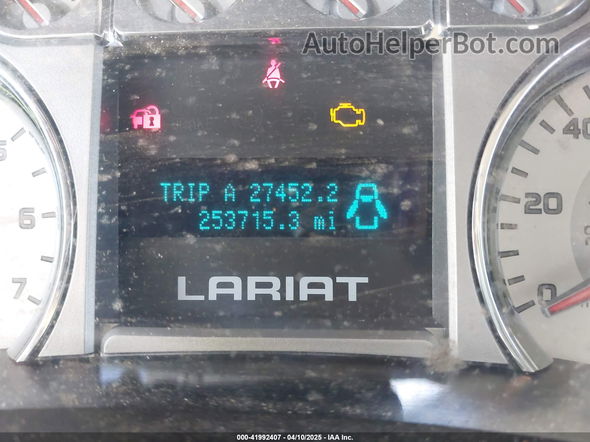 AutoHelperBot.com
TRIP A 27452.2
253715.3 mi
LARIAT
5
6
7
40
20
0
000-41992407 - 04/10/2025 - IAA Inc.